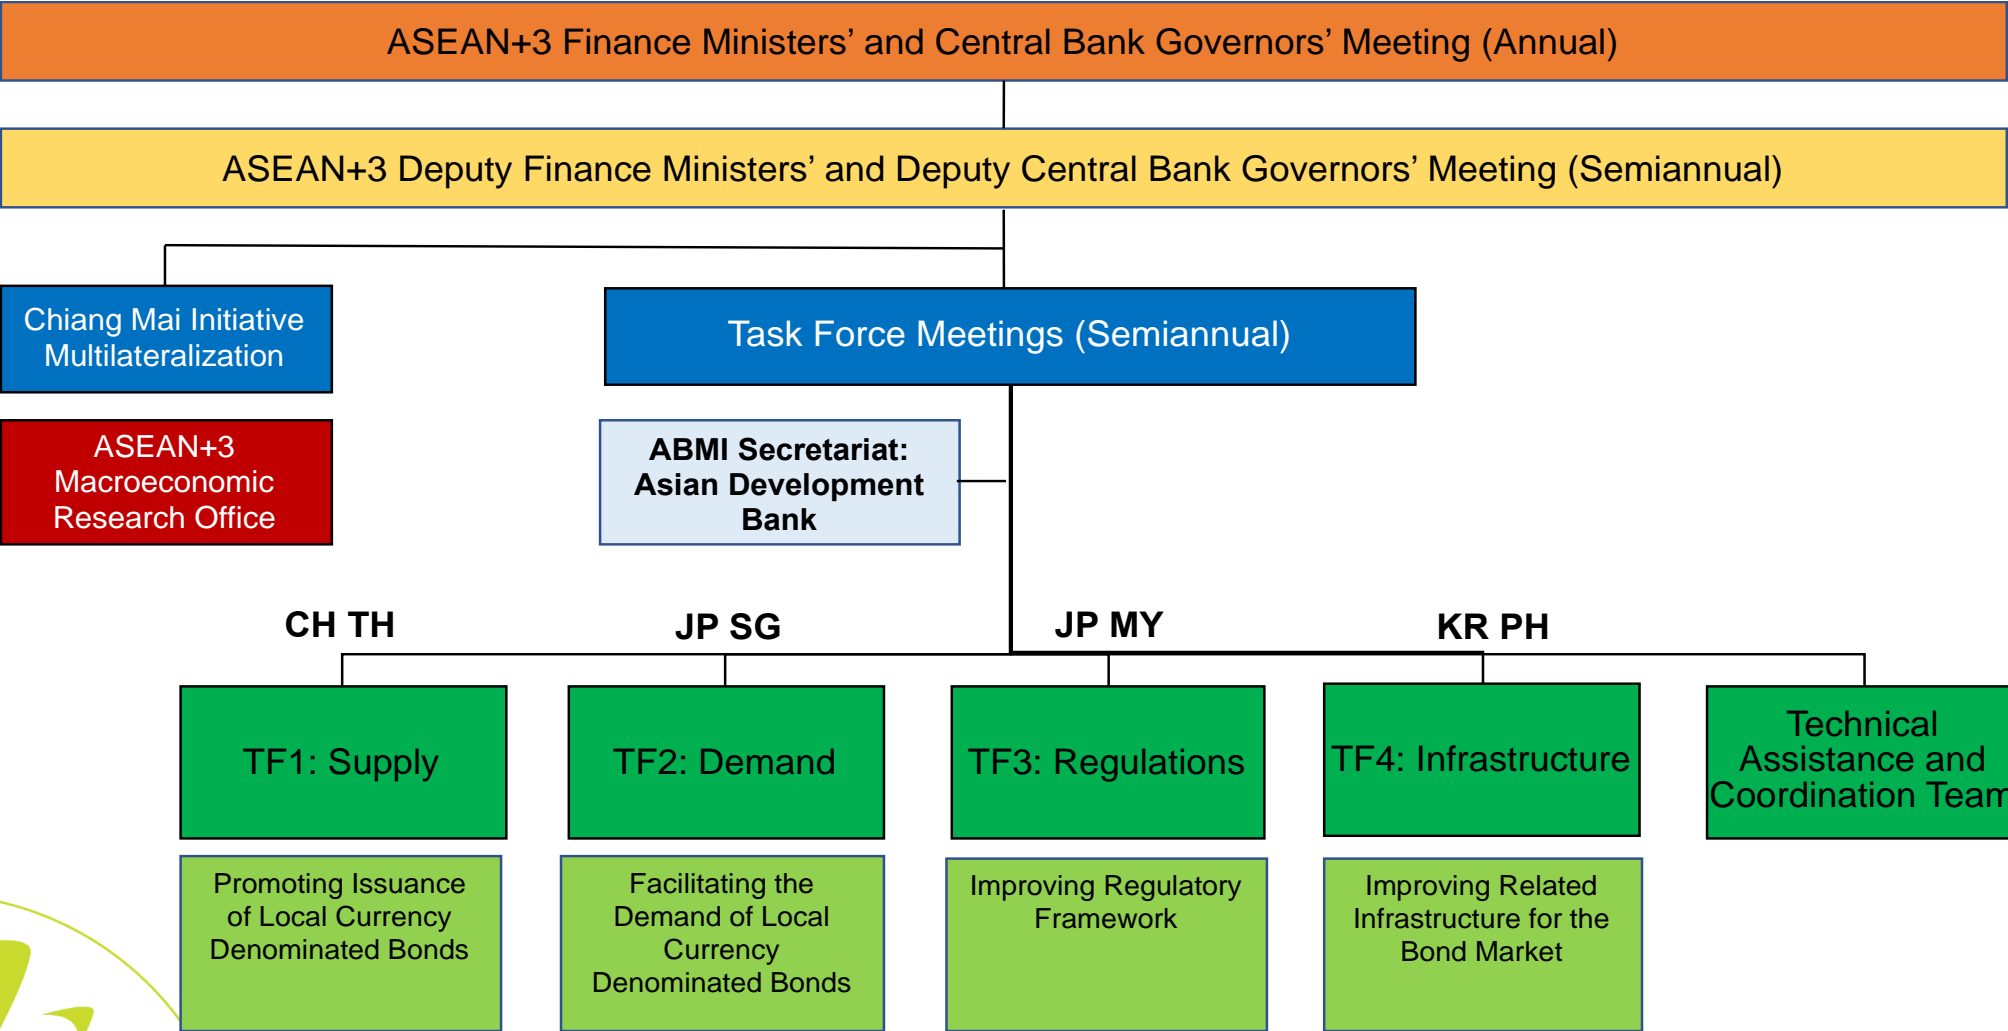 ASEAN+3 Finance Ministers’ and Central Bank Governors’ Meeting (Annual)
ASEAN+3 Deputy Finance Ministers’ and Deputy Central Bank Governors’ Meeting (Semiannual)
Chiang Mai Initiative
Multilateralization
Task Force Meetings (Semiannual)
ASEAN+3
Macroeconomic
Research Office
ABMI Secretariat:
Asian Development
Bank
CH TH
JP SG
JP MY
KR PH
TF1: Supply
TF2: Demand
TF3: Regulations
TF4: Infrastructure
Technical
Assistance and
Coordination Team
Promoting Issuance
of Local Currency
Denominated Bonds
Facilitating the
Demand of Local
Currency
Denominated Bonds
Improving Regulatory
Framework
Improving Related
Infrastructure for the
Bond Market